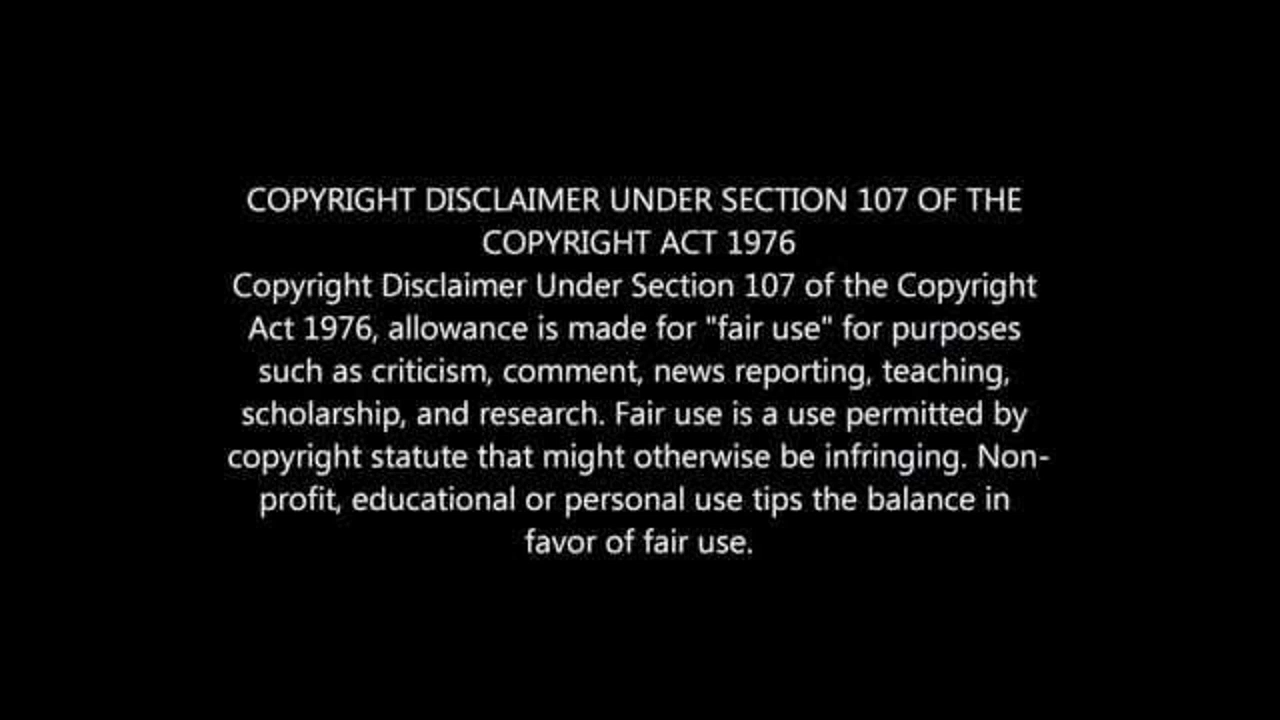 COPYRIGHT DISCLAIMER UNDER SECTION 107 OF THE
COPYRIGHT ACT 1976
Copyright Disclaimer Under Section 107 of the Copyright
Act 1976, allowance is made for "fair use" for purposes
such as criticism, comment, news reporting, teaching,
scholarship, and research. Fair use is a use permitted by
copyright statute that might otherwise be infringing. Non-
profit, educational or personal use tips the balance in
favor of fair use.